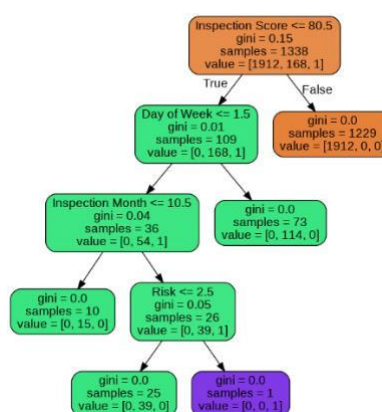 Inspection Score <= 80.5
gini = 0.15
samples = 1338
value = [1912, 168, 1]
True
False
Day of Week <= 1.5
gini = 0.01
samples = 109
value = [0, 168, 1]
gini = 0.0
samples = 1229
value = [1912, 0, 0]
Inspection Month <= 10.5
gini = 0.04
samples = 36
value = [0, 54, 1]
gini = 0.0
samples = 73
value = [0, 114, 0]
gini = 0.0
samples = 10
value = [0, 15, 0]
Risk <= 2.5
gini = 0.05
samples = 26
value = [0, 39, 1]
gini = 0.0
samples = 25
value = [0, 39, 0]
gini = 0.0
samples = 1
value = [0, 0, 1]